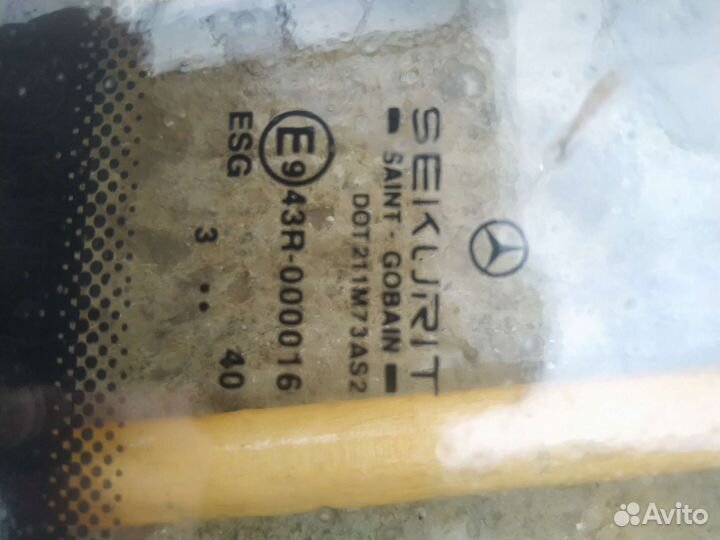 SEKURIT
SAINT-GOBAIN
DOT211M73AS2
E9 43R-000016
ESG 40
3 ..
Avito